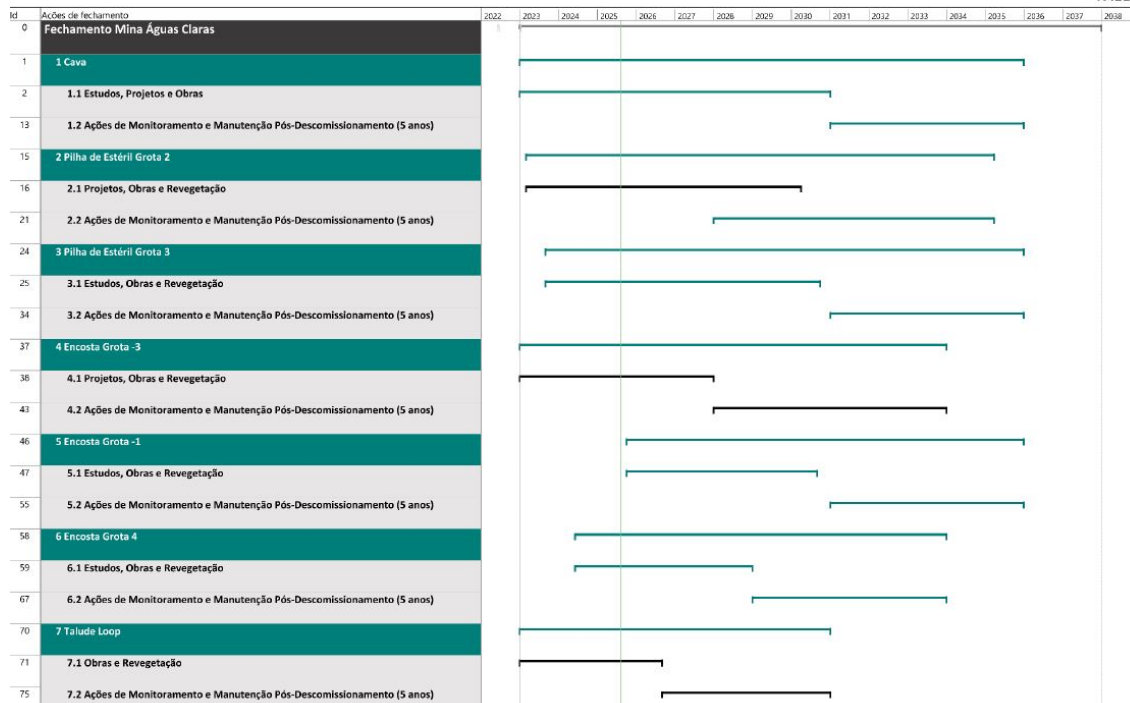 Id Ações de fechamento 2022 2023 2024 2025 2026 2027 2028 2029 2030 2031 2032 2033 2034 2035 2036 2037 2038
0 Fechamento Mina Águas Claras
1 1 Cava
2 1.1 Estudos, Projetos e Obras
13 1.2 Ações de Monitoramento e Manutenção Pós-Descomissionamento (5 anos)
15 2 Pilha de Estéril Grota 2
16 2.1 Projetos, Obras e Revegetação
21 2.2 Ações de Monitoramento e Manutenção Pós-Descomissionamento (5 anos)
24 3 Pilha de Estéril Grota 3
25 3.1 Estudos, Obras e Revegetação
34 3.2 Ações de Monitoramento e Manutenção Pós-Descomissionamento (5 anos)
37 4 Encosta Grota -3
38 4.1 Projetos, Obras e Revegetação
43 4.2 Ações de Monitoramento e Manutenção Pós-Descomissionamento (5 anos)
46 5 Encosta Grota -1
47 5.1 Estudos, Obras e Revegetação
55 5.2 Ações de Monitoramento e Manutenção Pós-Descomissionamento (5 anos)
58 6 Encosta Grota 4
59 6.1 Estudos, Obras e Revegetação
67 6.2 Ações de Monitoramento e Manutenção Pós-Descomissionamento (5 anos)
70 7 Talude Loop
71 7.1 Obras e Revegetação
75 7.2 Ações de Monitoramento e Manutenção Pós-Descomissionamento (5 anos)